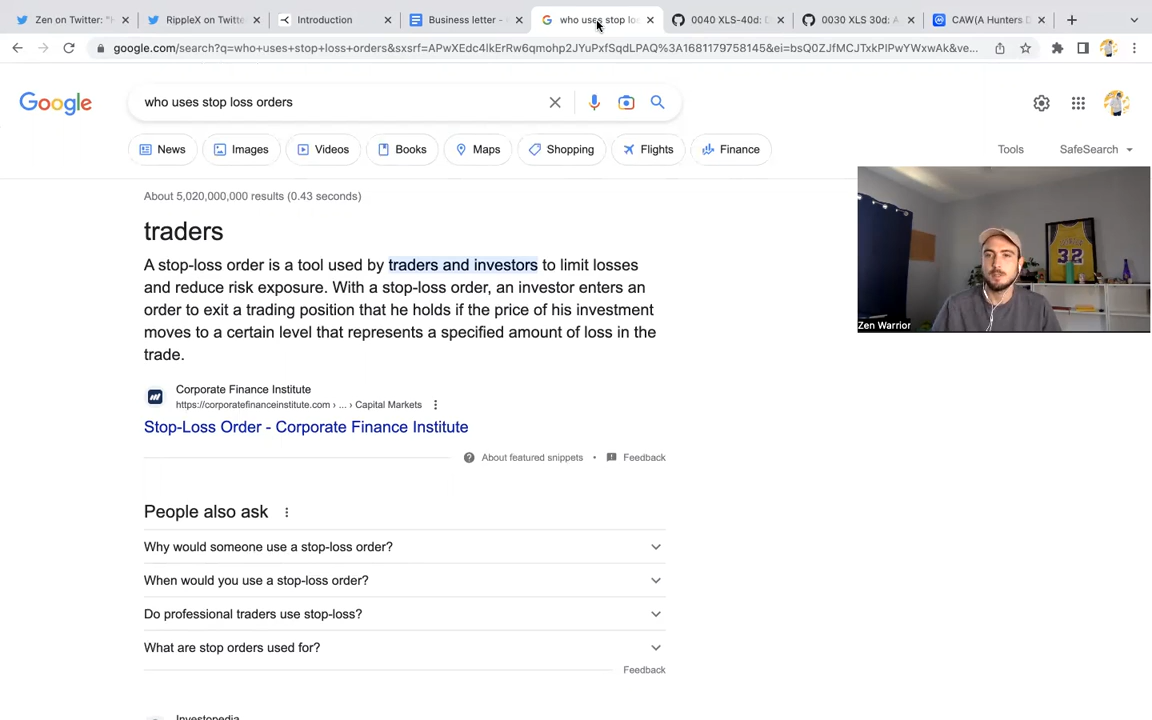 Zen on Twitter: "
RippleX on Twitte
Introduction
Business letter -
who uses stop los
0040 XLS-40d: D
0030 XLS 30d: A
CAW(A Hunters D
google.com/search?q=who+uses+stop+loss+orders&sxsrf=APwXEdc4lkErRw6qmohp2JYuPxfSqdLPAQ%3A1681179758145&ei=bsQ0ZJfMCJTxkPIPwYWxwAk&ve...
Google
who uses stop loss orders
News
Images
Videos
Books
Maps
Shopping
Flights
Finance
Tools
SafeSearch
About 5,020,000,000 results (0.43 seconds)
traders
A stop-loss order is a tool used by traders and investors to limit losses
and reduce risk exposure. With a stop-loss order, an investor enters an
order to exit a trading position that he holds if the price of his investment
moves to a certain level that represents a specified amount of loss in the
trade.
Corporate Finance Institute
https://corporatefinanceinstitute.com › ... › Capital Markets
Stop-Loss Order - Corporate Finance Institute
About featured snippets • Feedback
People also ask
Why would someone use a stop-loss order?
When would you use a stop-loss order?
Do professional traders use stop-loss?
What are stop orders used for?
Feedback
Investopedia
32
Zen Warrior